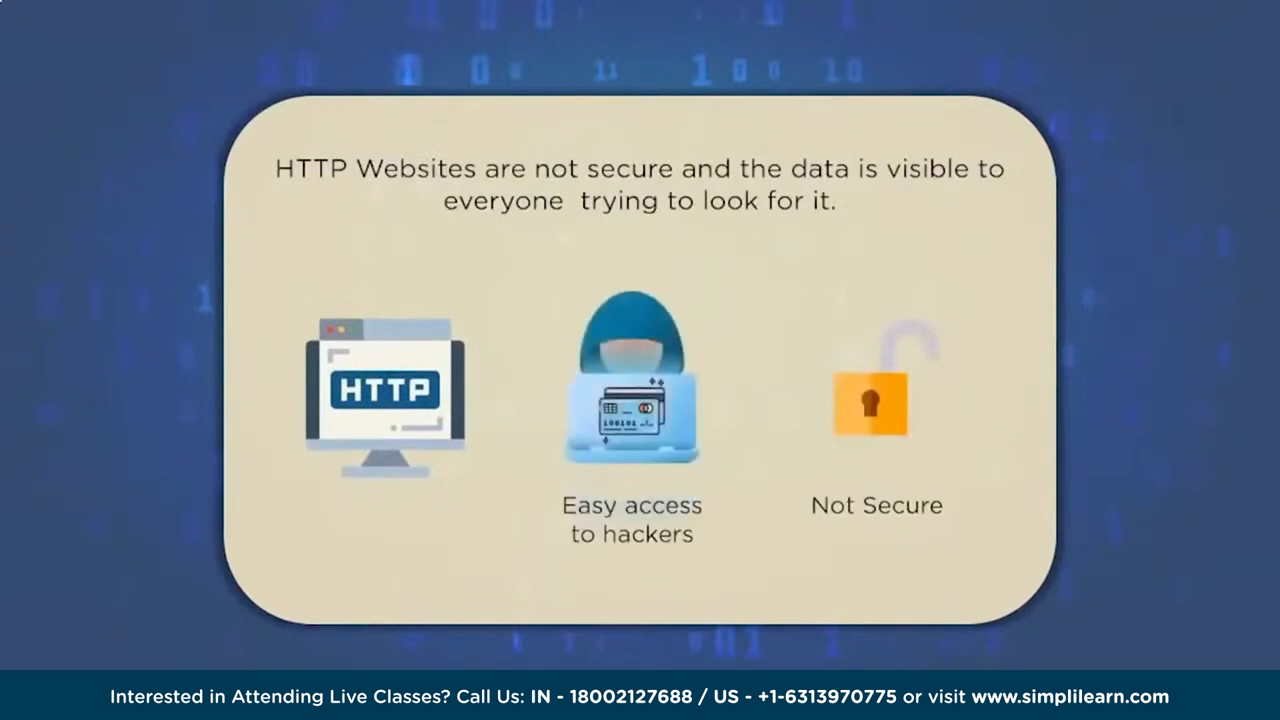 HTTP Websites are not secure and the data is visible to
everyone trying to look for it.
HTTP
Easy access
to hackers
Not Secure
Interested in Attending Live Classes? Call Us: IN - 18002127688 / US - +1-6313970775 or visit www.simplilearn.com